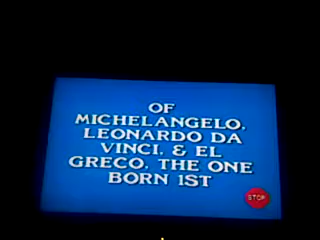 OF
MICHELANGELO,
LEONARDO DA
VINCI, & EL
GRECO, THE ONE
BORN 1ST
STOP